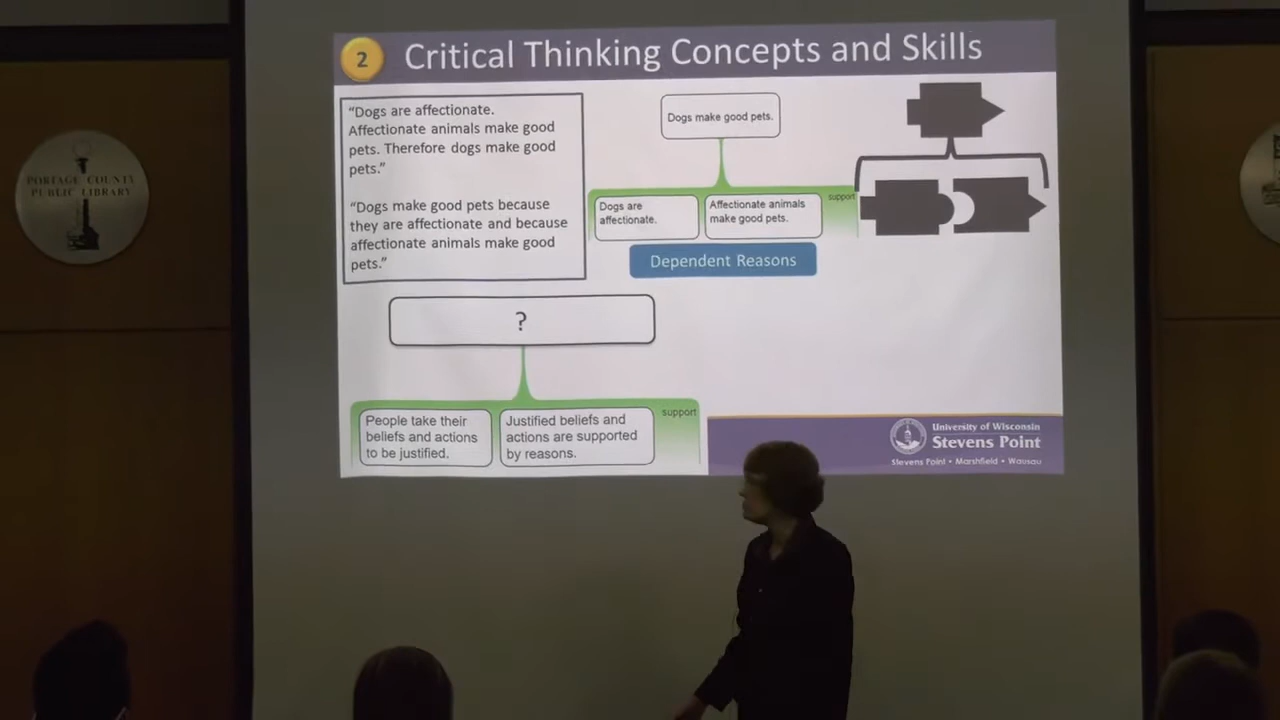 2
Critical Thinking Concepts and Skills
“Dogs are affectionate.
Affectionate animals make good
pets. Therefore dogs make good
pets.”
“Dogs make good pets because
they are affectionate and because
affectionate animals make good
pets.”
Dogs make good pets.
Dogs are
affectionate.
Affectionate animals
make good pets.
support
Dependent Reasons
?
People take their
beliefs and actions
to be justified.
Justified beliefs and
actions are supported
by reasons.
support
University of Wisconsin
Stevens Point
Stevens Point • Marshfield • Wausau
PORTAGE COUNTY
PUBLIC LIBRARY